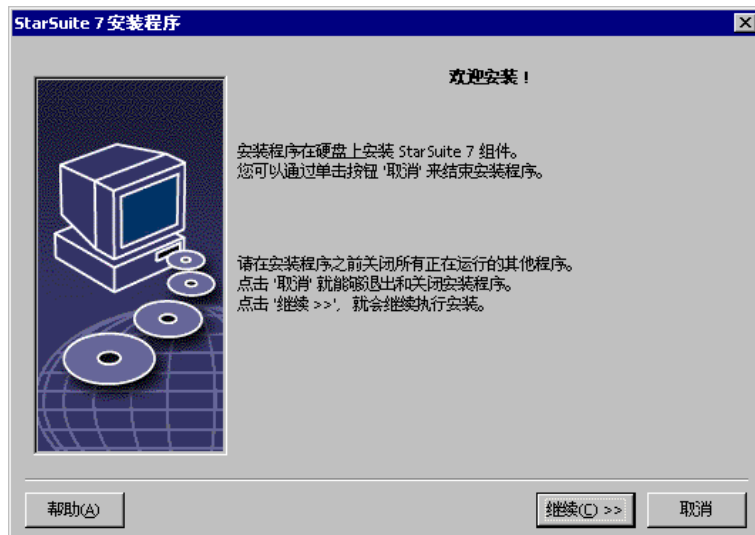 StarSuite 7 安装程序
欢迎安装！
安装程序在硬盘上安装 StarSuite 7 组件。
您可以通过单击按钮 '取消' 来结束安装程序。
请在安装程序之前关闭所有正在运行的其他程序。
点击 '取消' 就能够退出和关闭安装程序。
点击 '继续 >>'，就会继续执行安装。
帮助(A)
继续(C) >>
取消